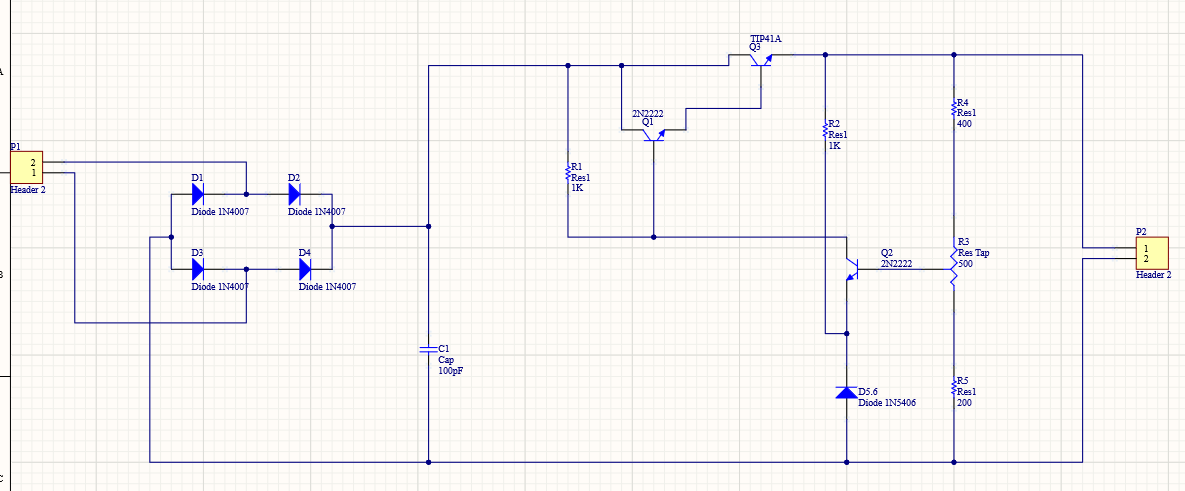 A
P1
2
1
Header 2
D1
Diode 1N4007
D2
Diode 1N4007
D3
Diode 1N4007
D4
Diode 1N4007
C1
Cap
100pF
R1
Res1
1K
2N2222
Q1
TIP41A
Q3
R2
Res1
1K
R4
Res1
400
Q2
2N2222
R3
Res Tap
500
D5.6
Diode 1N5406
R5
Res1
200
P2
1
2
Header 2
B
C